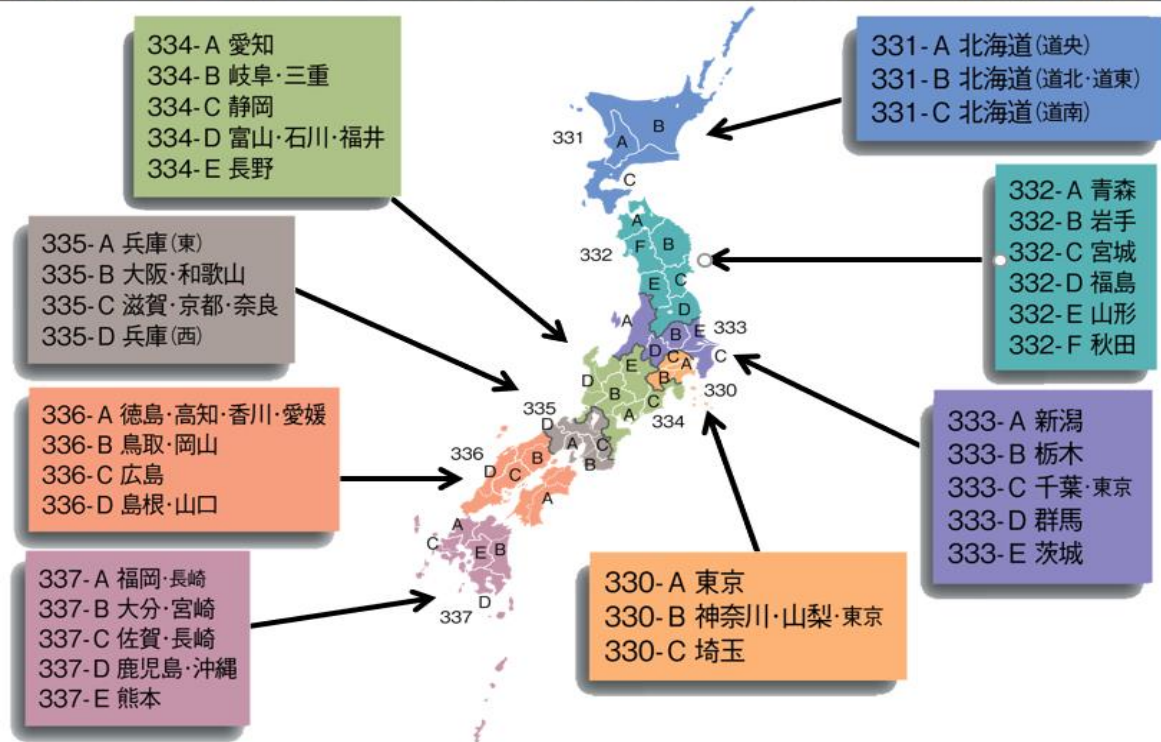 334-A 愛知
334-B 岐阜・三重
334-C 静岡
334-D 富山・石川・福井
334-E 長野
331-A 北海道(道央)
331-B 北海道(道北・道東)
331-C 北海道(道南)
335-A 兵庫(東)
335-B 大阪・和歌山
335-C 滋賀・京都・奈良
335-D 兵庫(西)
332-A 青森
332-B 岩手
332-C 宮城
332-D 福島
332-E 山形
332-F 秋田
336-A 徳島・高知・香川・愛媛
336-B 鳥取・岡山
336-C 広島
336-D 島根・山口
333-A 新潟
333-B 栃木
333-C 千葉・東京
333-D 群馬
333-E 茨城
337-A 福岡・長崎
337-B 大分・宮崎
337-C 佐賀・長崎
337-D 鹿児島・沖縄
337-E 熊本
330-A 東京
330-B 神奈川・山梨・東京
330-C 埼玉
331
A
B
C
332
A
F
B
E
C
D
333
A
B
E
D
C
330
C
A
B
334
E
D
B
C
A
335
D
A
C
B
336
B
D
C
A
337
A
C
E
B
D